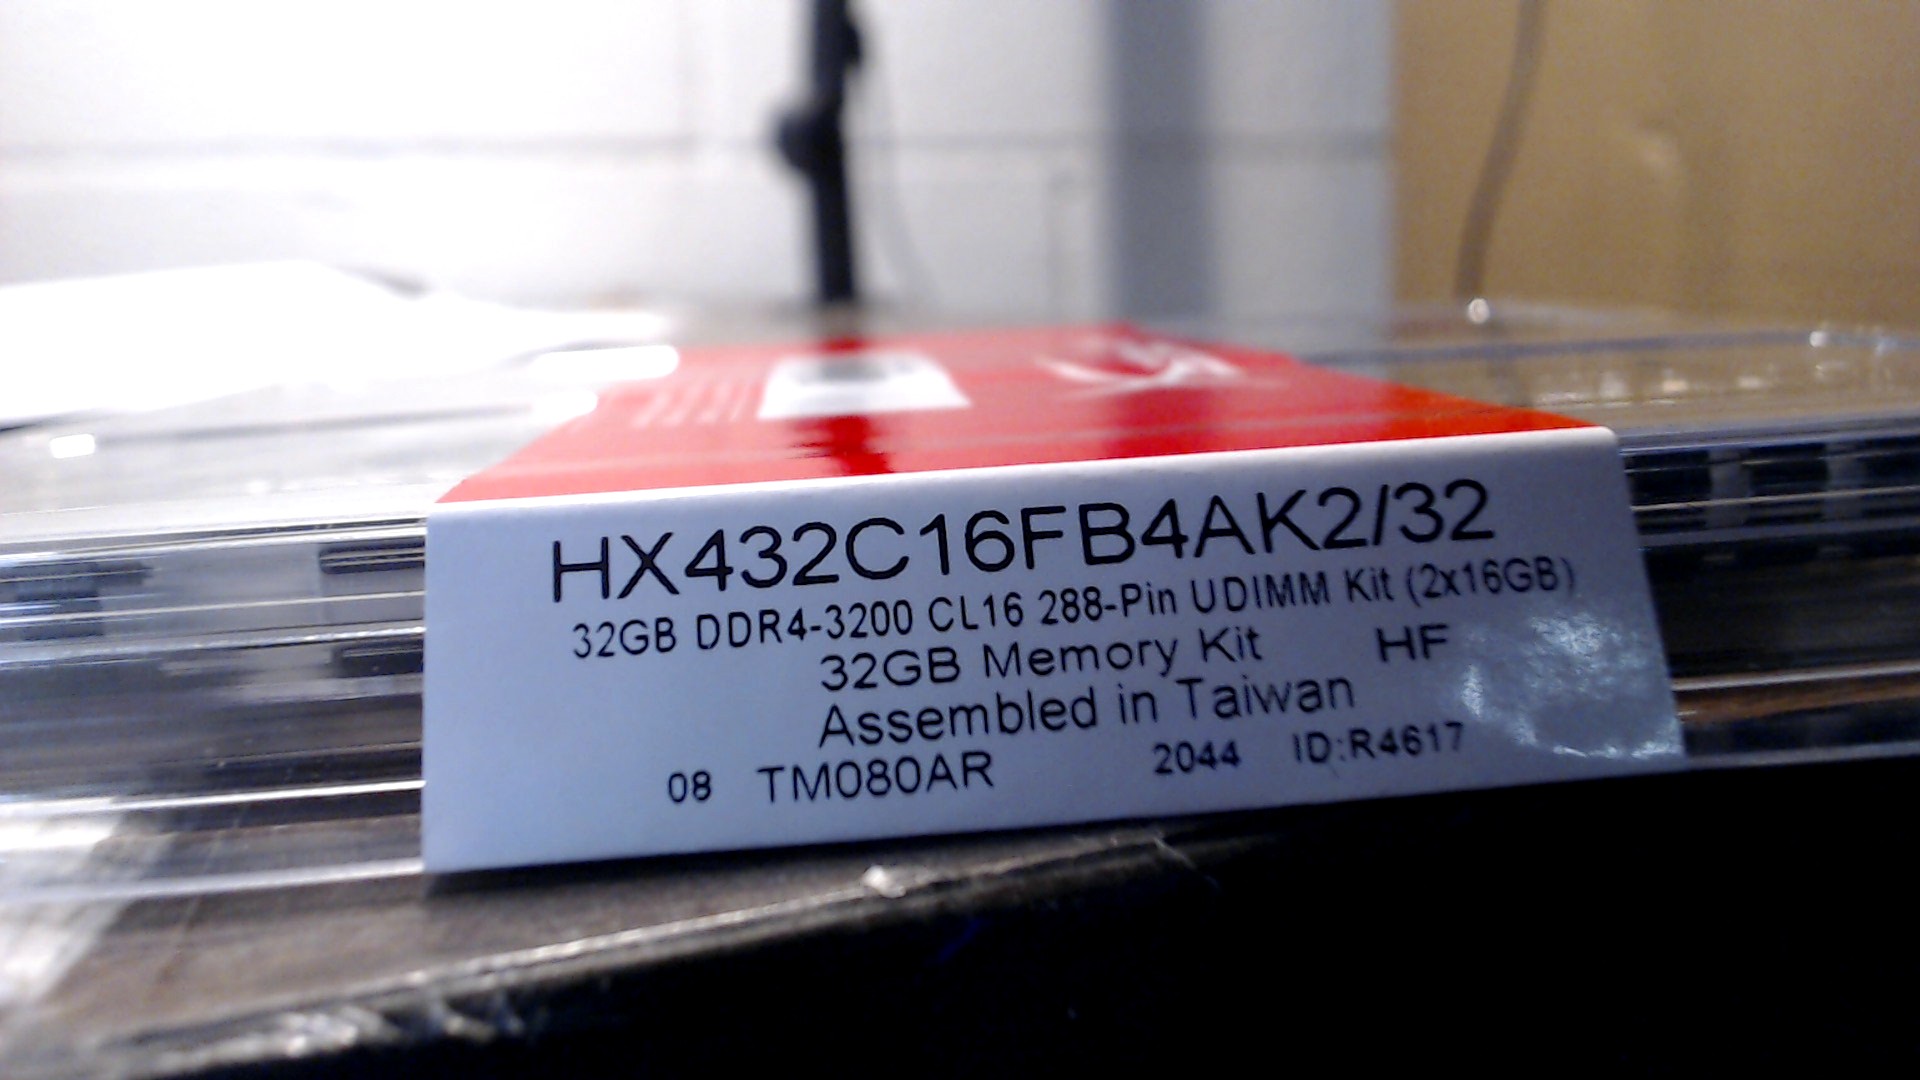 HX432C16FB4AK2/32
32GB DDR4-3200 CL16 288-Pin UDIMM Kit (2x16GB)
32GB Memory Kit HF
Assembled in Taiwan
08 TM080AR 2044 ID:R4617